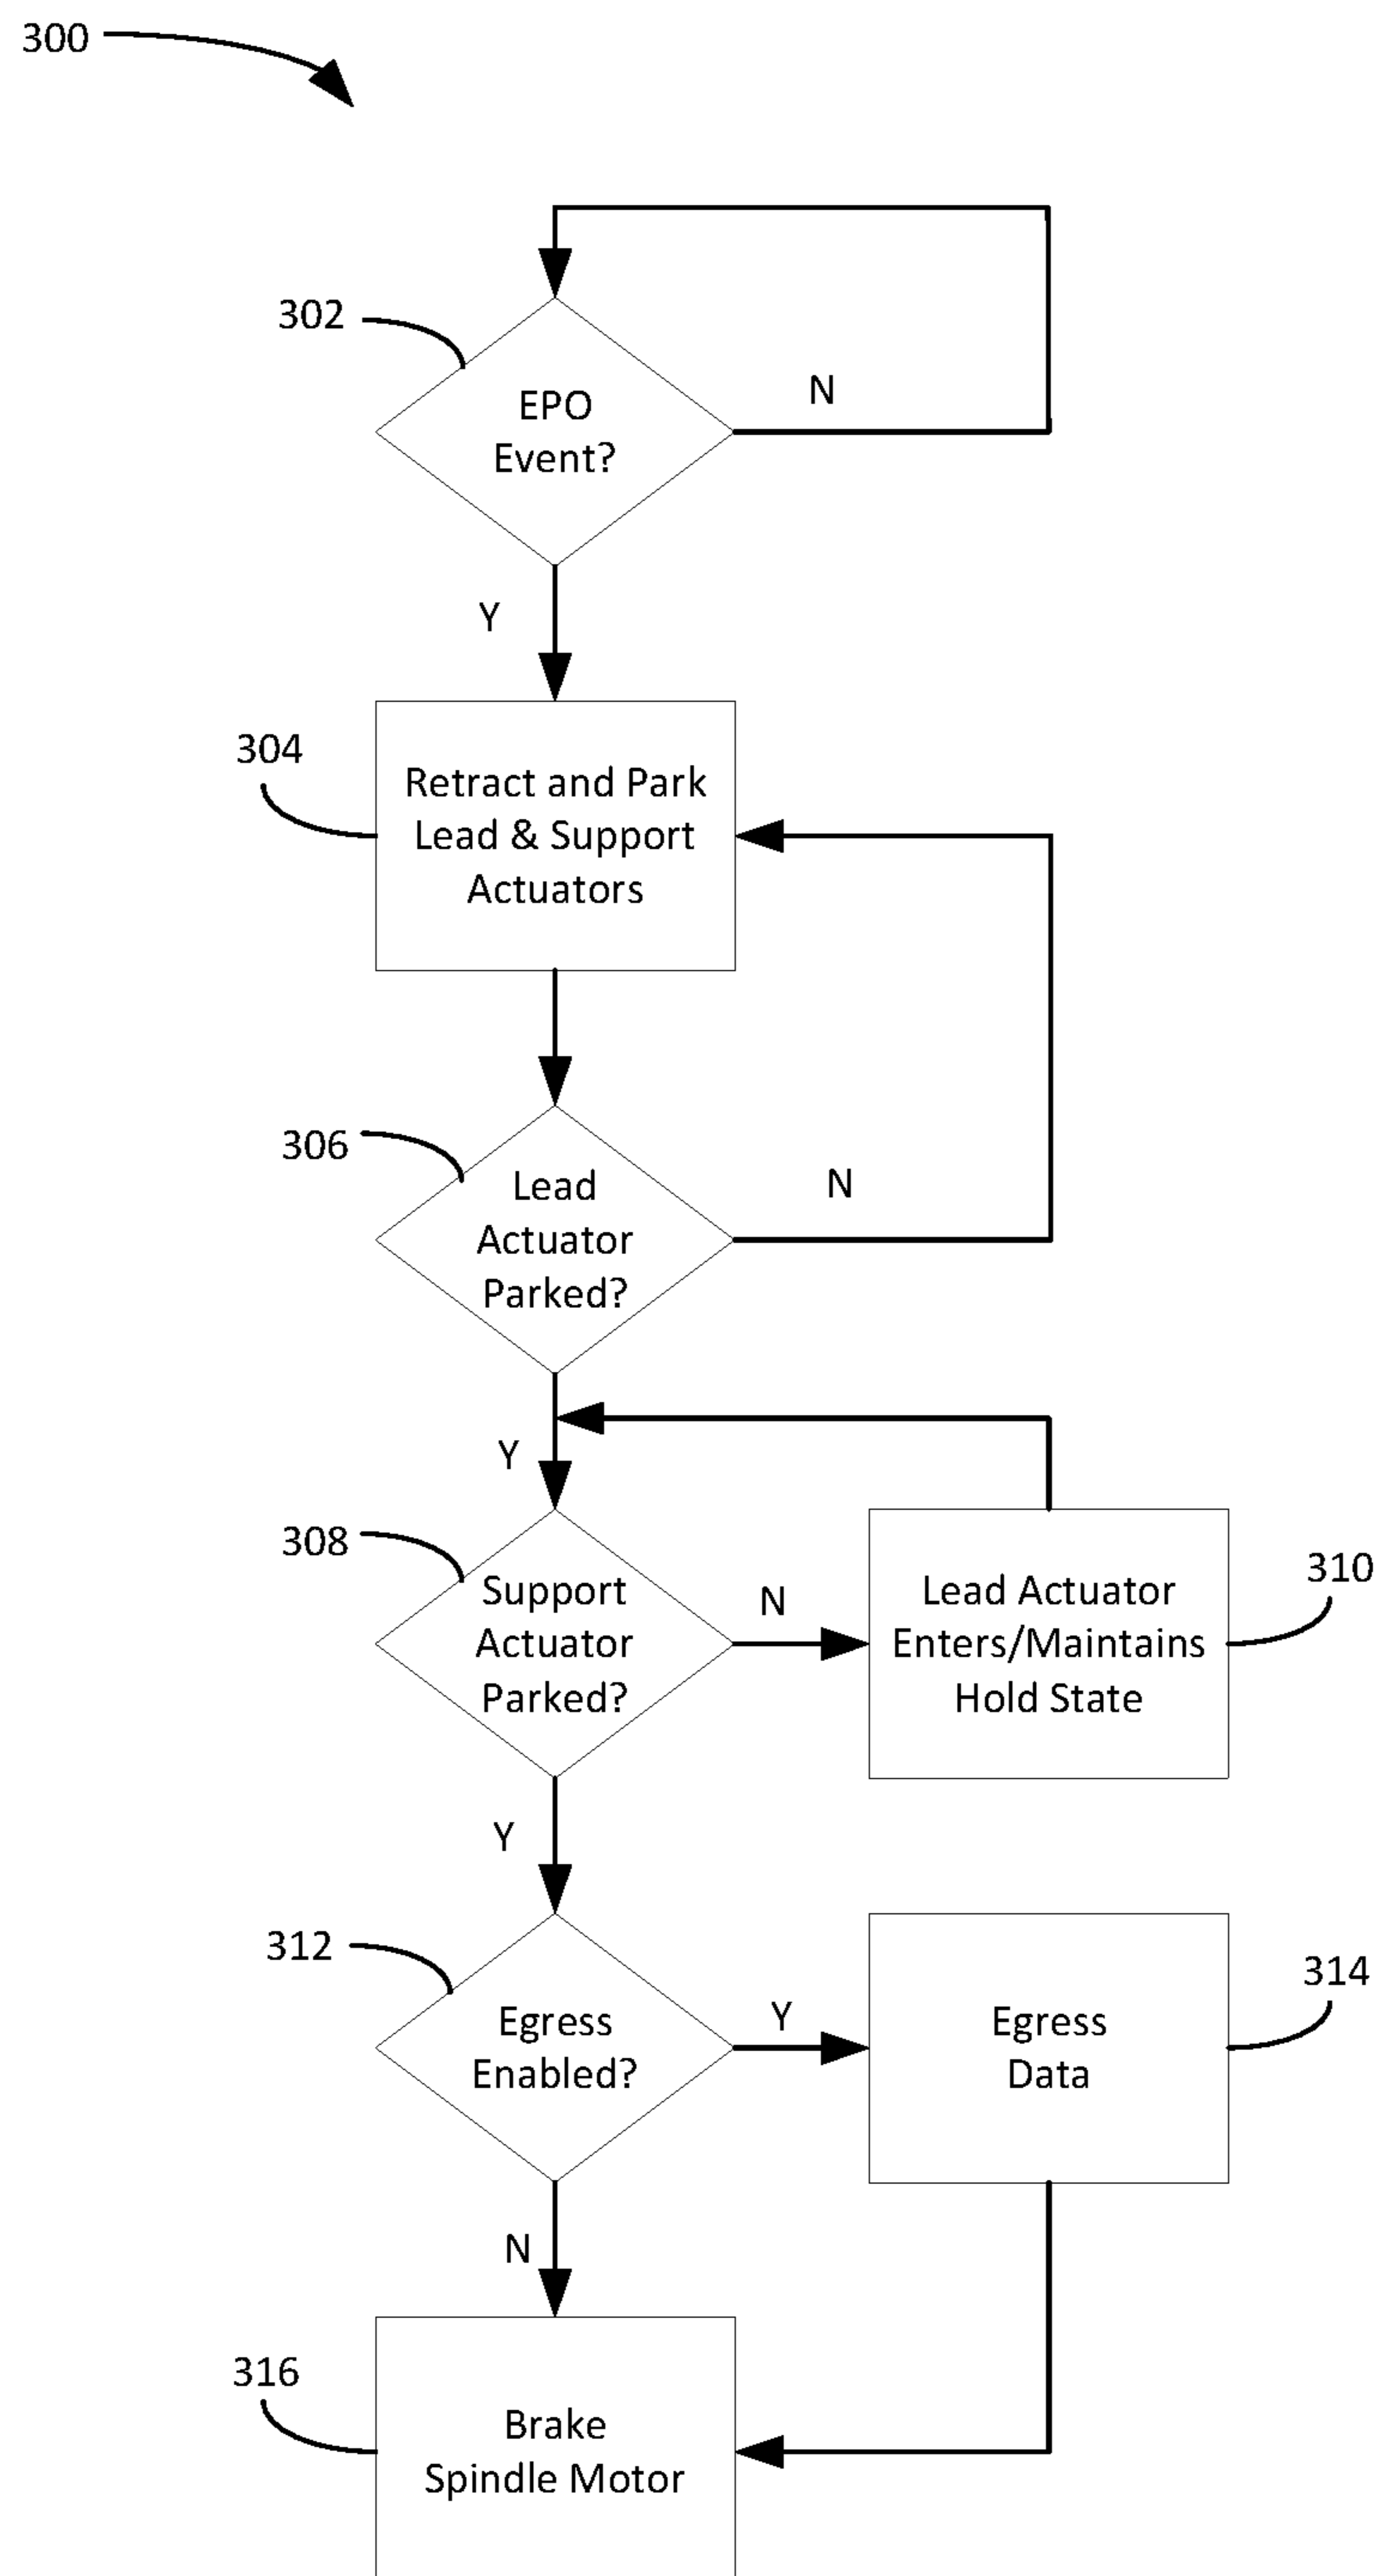 300
302
EPO
Event?
N
Y
304
Retract and Park
Lead & Support
Actuators
306
Lead
Actuator
Parked?
N
Y
308
Support
Actuator
Parked?
N
310
Lead Actuator
Enters/Maintains
Hold State
Y
312
Egress
Enabled?
Y
314
Egress
Data
N
316
Brake
Spindle Motor